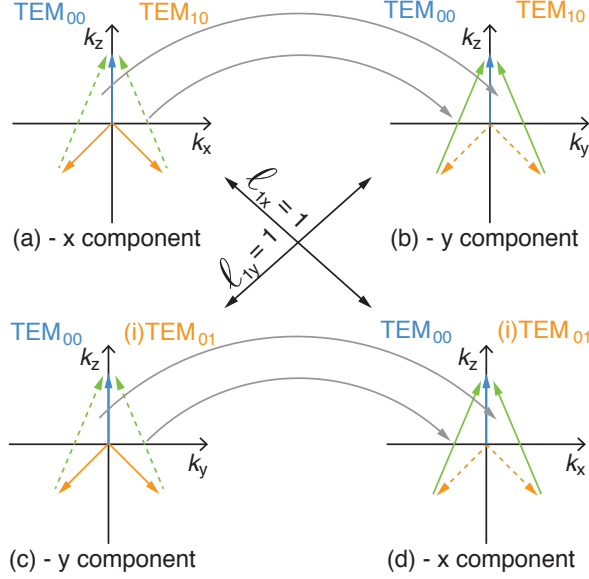 TEM00 TEM10 TEM00 TEM10
kz kz
kx ky
(a) - x component (b) - y component
ℓ1x = 1
ℓ1y = 1
TEM00 (i)TEM01 TEM00 (i)TEM01
kz kz
ky kx
(c) - y component (d) - x component